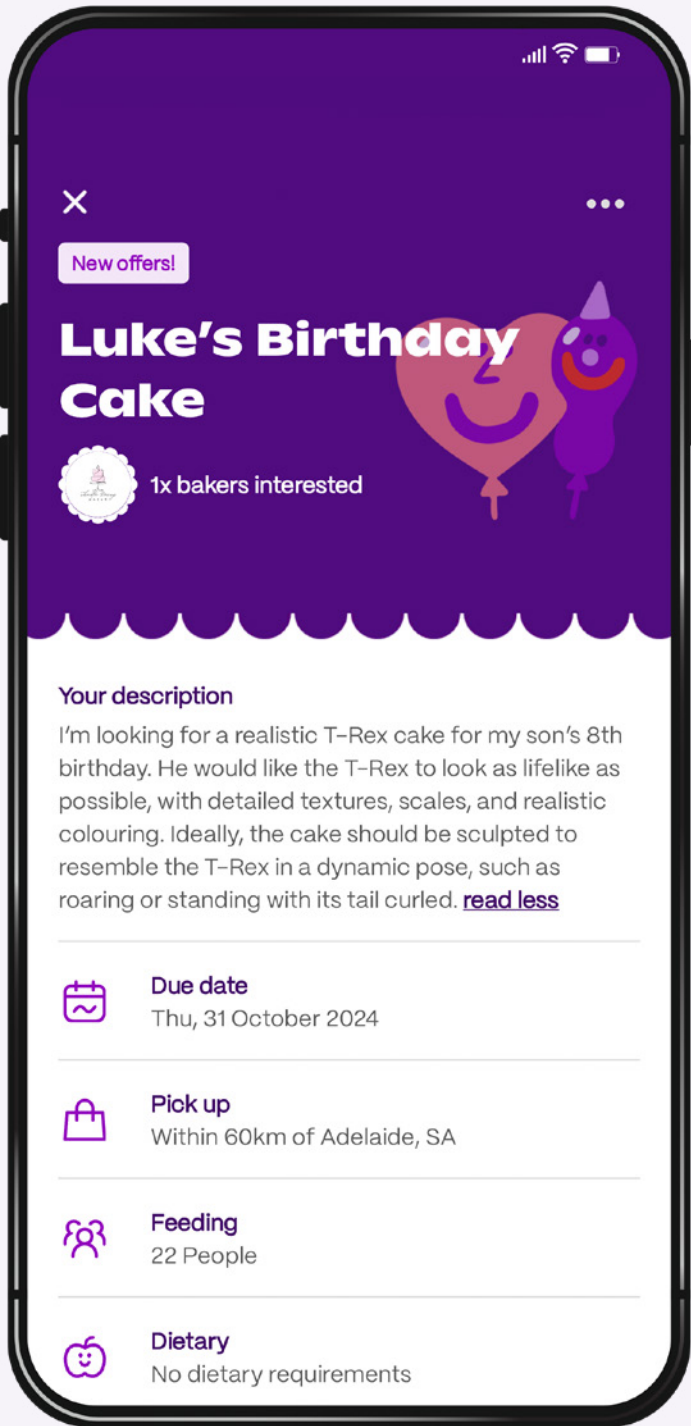 New offers!
Luke's Birthday
Cake
1x bakers interested
Your description
I'm looking for a realistic T-Rex cake for my son's 8th
birthday. He would like the T-Rex to look as lifelike as
possible, with detailed textures, scales, and realistic
colouring. Ideally, the cake should be sculpted to
resemble the T-Rex in a dynamic pose, such as
roaring or standing with its tail curled. read less
Due date
Thu, 31 October 2024
Pick up
Within 60km of Adelaide, SA
Feeding
22 People
Dietary
No dietary requirements